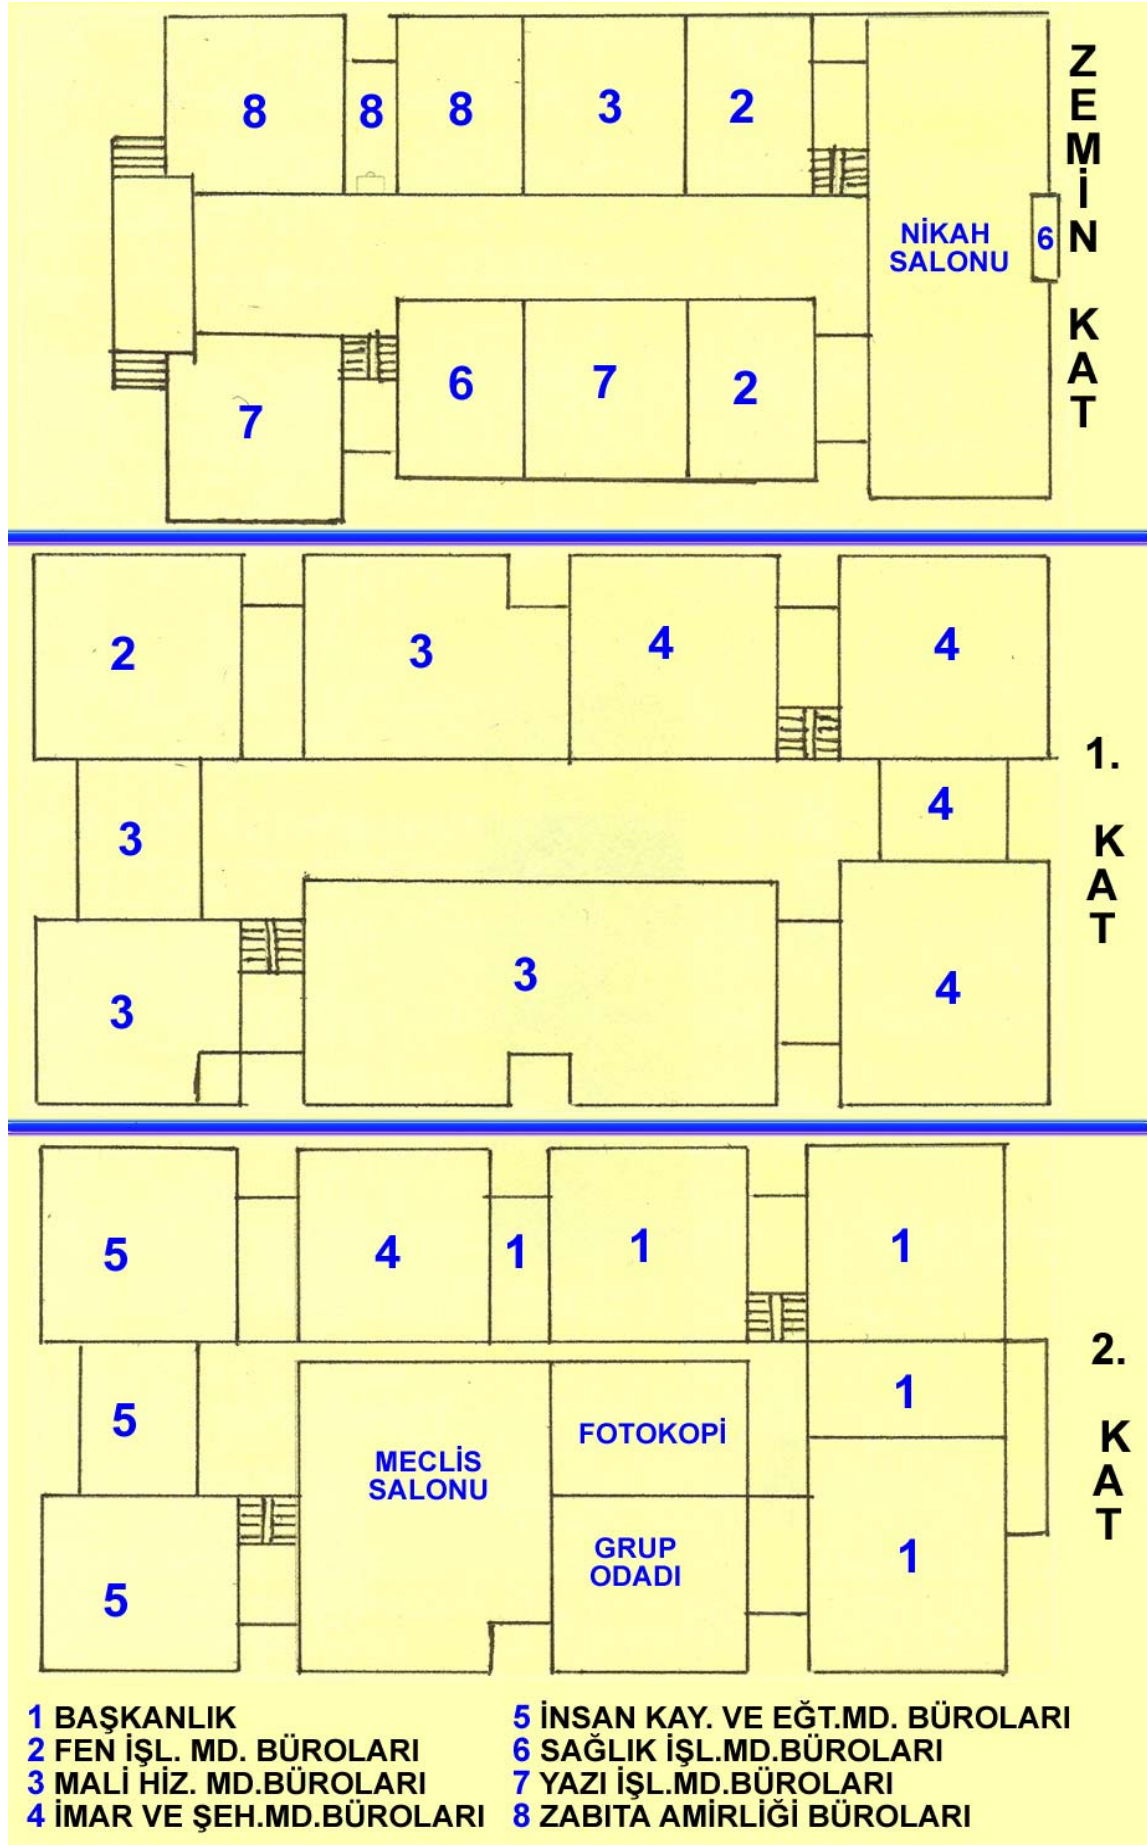 8 8 8 3 2
NİKAH
SALONU
6
6 7 2
7
ZEMİN KAT
2 3 4 4
3 4
3 3 4
1. KAT
5 4 1 1 1
5
MECLİS
SALONU
FOTOKOPİ
1
GRUP
ODADI
5
1
2. KAT
1 BAŞKANLIK
2 FEN İŞL. MD. BÜROLARI
3 MALİ HİZ. MD.BÜROLARI
4 İMAR VE ŞEH.MD.BÜROLARI
5 İNSAN KAY. VE EĞT.MD. BÜROLARI
6 SAĞLIK İŞL.MD.BÜROLARI
7 YAZI İŞL.MD.BÜROLARI
8 ZABITA AMİRLİĞİ BÜROLARI